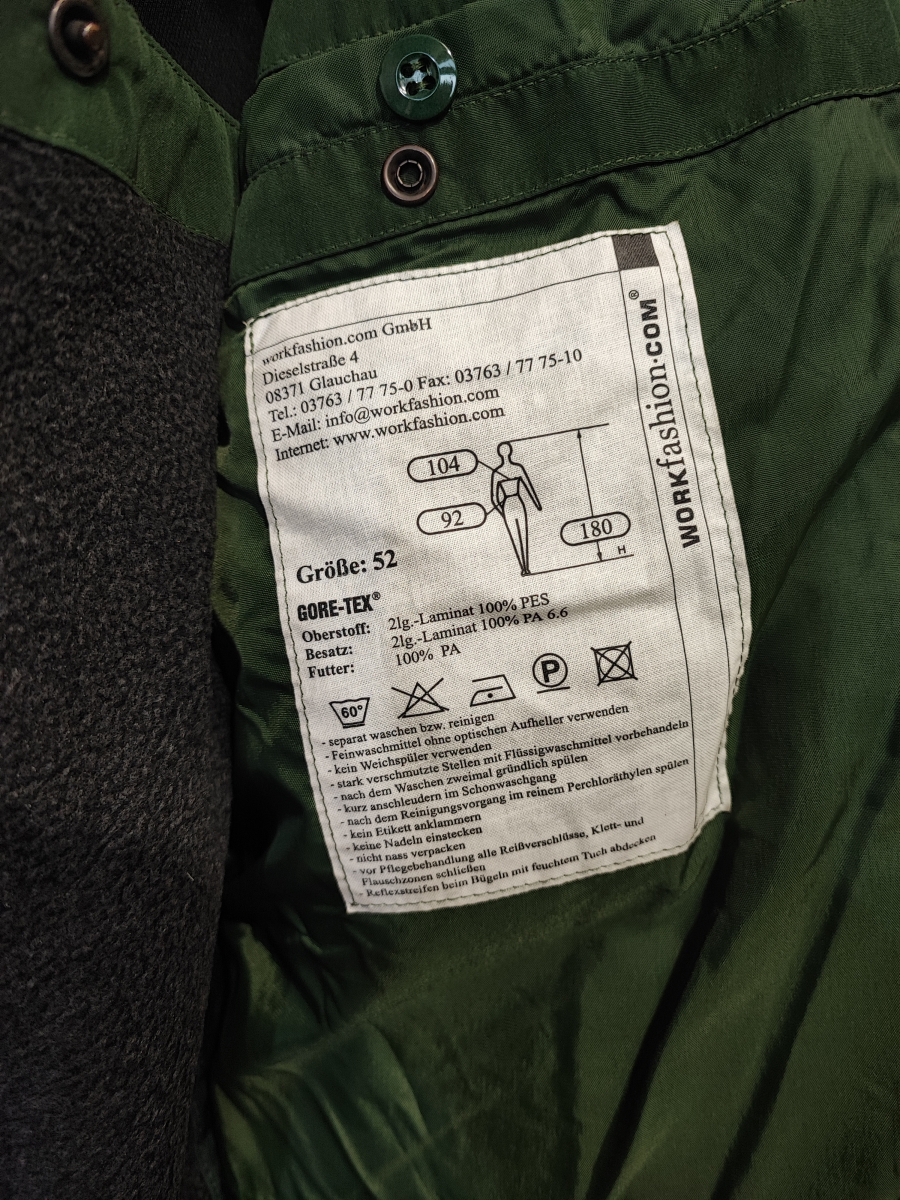 workfashion.com GmbH
Dieselstraße 4
08371 Glauchau
Tel.: 03763 / 77 75-0 Fax: 03763 / 77 75-10
E-Mail: info@workfashion.com
Internet: www.workfashion.com
104
92
180
H
Größe: 52
GORE-TEX®
Oberstoff: 2lg.-Laminat 100% PES
Besatz: 2lg.-Laminat 100% PA 6.6
Futter: 100% PA
60°
P
- separat waschen bzw. reinigen
- Feinwaschmittel ohne optischen Aufheller verwenden
- kein Weichspüler verwenden
- stark verschmutzte Stellen mit Flüssigwaschmittel vorbehandeln
- nach dem Waschen zweimal gründlich spülen
- kurz anschleudern im Schonwaschgang
- nach dem Reinigungsvorgang im reinem Perchloräthylen spülen
- kein Etikett anklammern
- keine Nadeln einstecken
- nicht nass verpacken
- vor Pflegebehandlung alle Reißverschlüsse, Klett- und
Flauschzonen schließen
- Reflexstreifen beim Bügeln mit feuchtem Tuch abdecken
WORKfashion.COM®